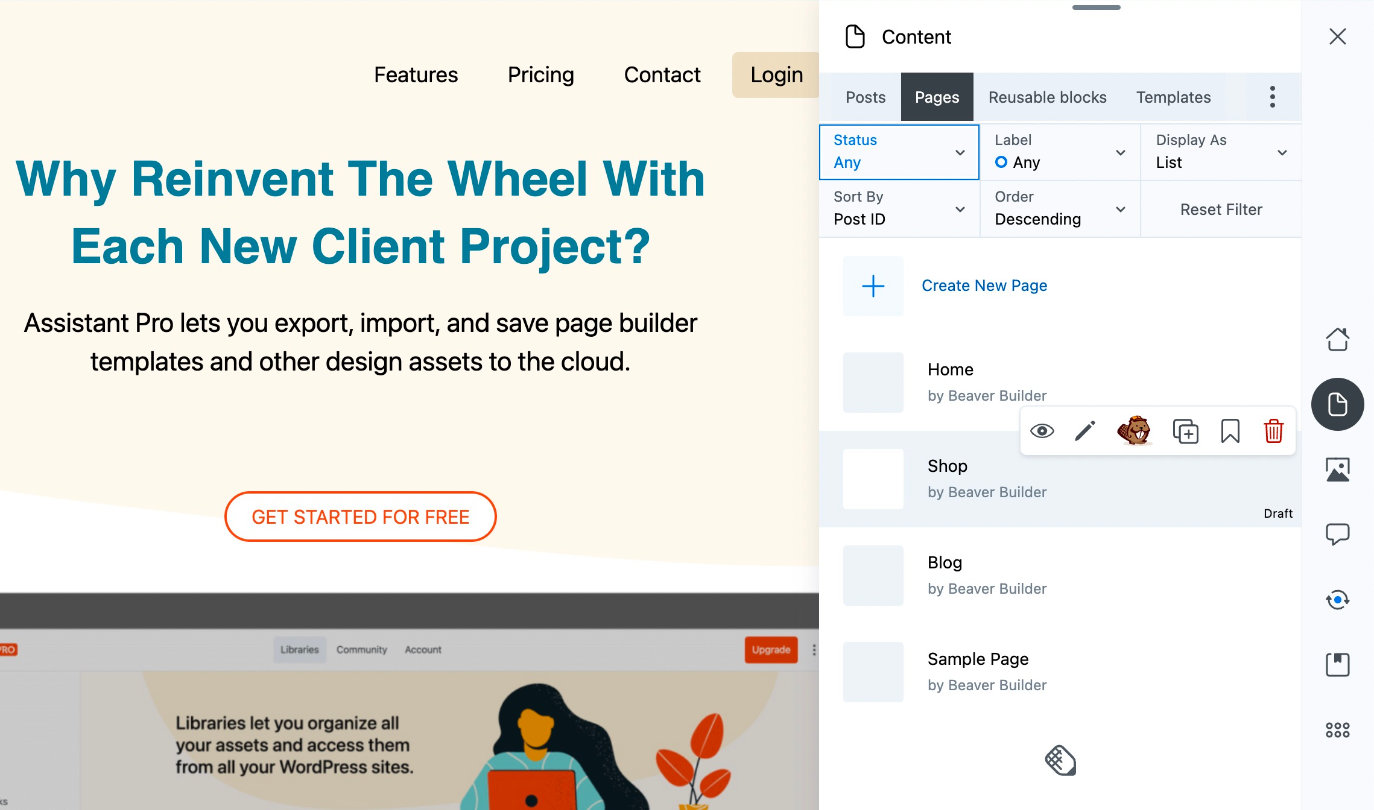 Features Pricing Contact Login
Why Reinvent The Wheel With
Each New Client Project?
Assistant Pro lets you export, import, and save page builder
templates and other design assets to the cloud.
GET STARTED FOR FREE
PRO Libraries Community Account Upgrade
Libraries let you organize all
your assets and access them
from all your WordPress sites.
Content
Posts Pages Reusable blocks Templates
Status
Any
Label
Any
Display As
List
Sort By
Post ID
Order
Descending
Reset Filter
Create New Page
Home
by Beaver Builder
Shop
by Beaver Builder
Draft
Blog
by Beaver Builder
Sample Page
by Beaver Builder